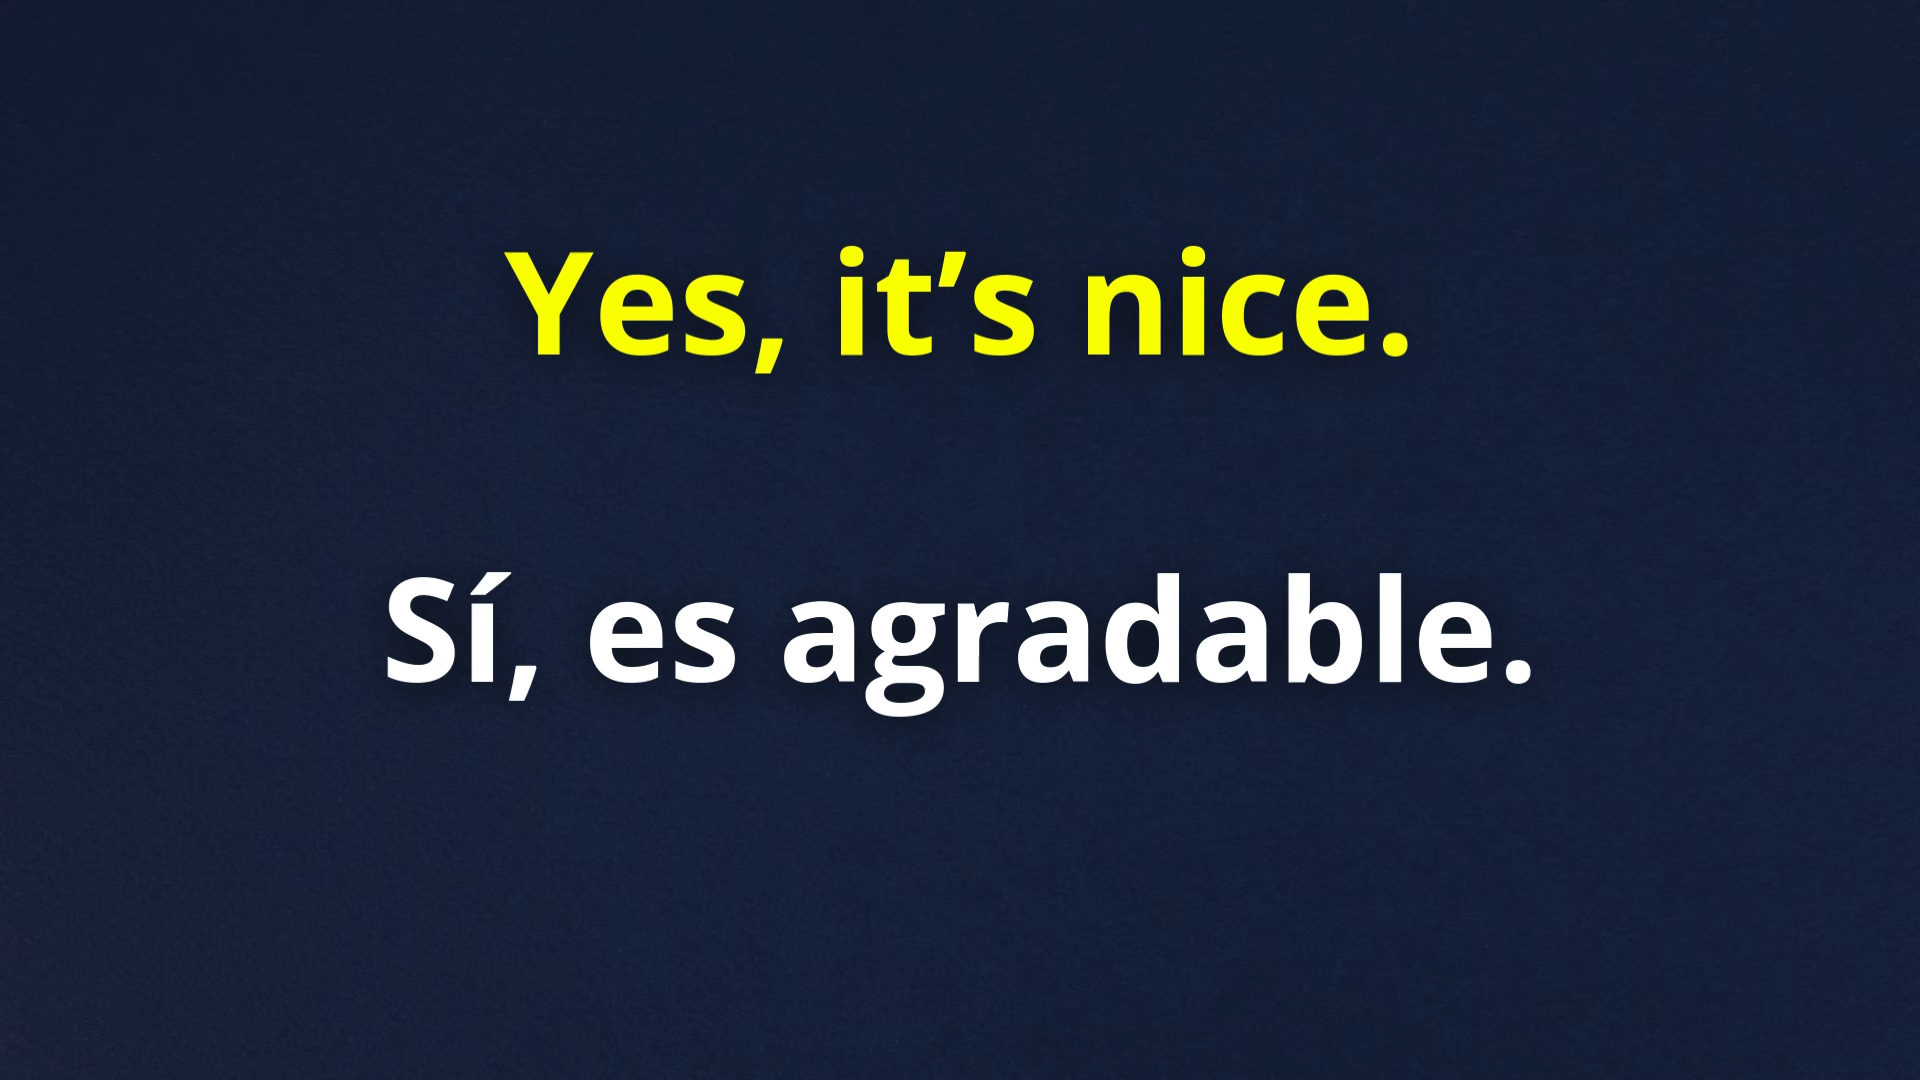 Yes, it’s nice.
Sí, es agradable.